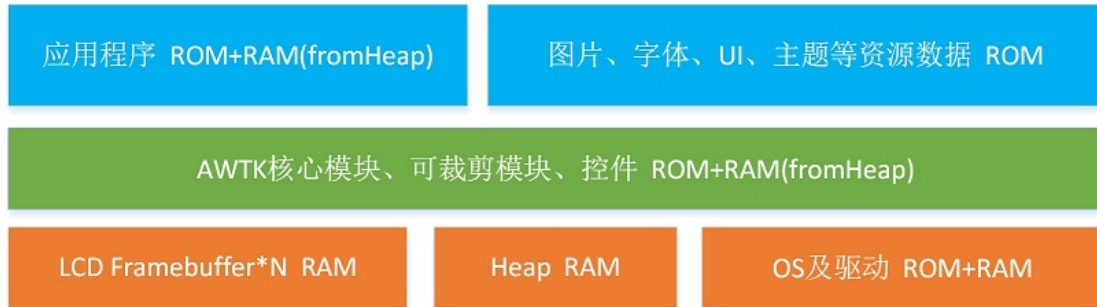 应用程序 ROM+RAM(fromHeap)
图片、字体、UI、主题等资源数据 ROM
AWTK核心模块、可裁剪模块、控件 ROM+RAM(fromHeap)
LCD Framebuffer*N RAM
Heap RAM
OS及驱动 ROM+RAM